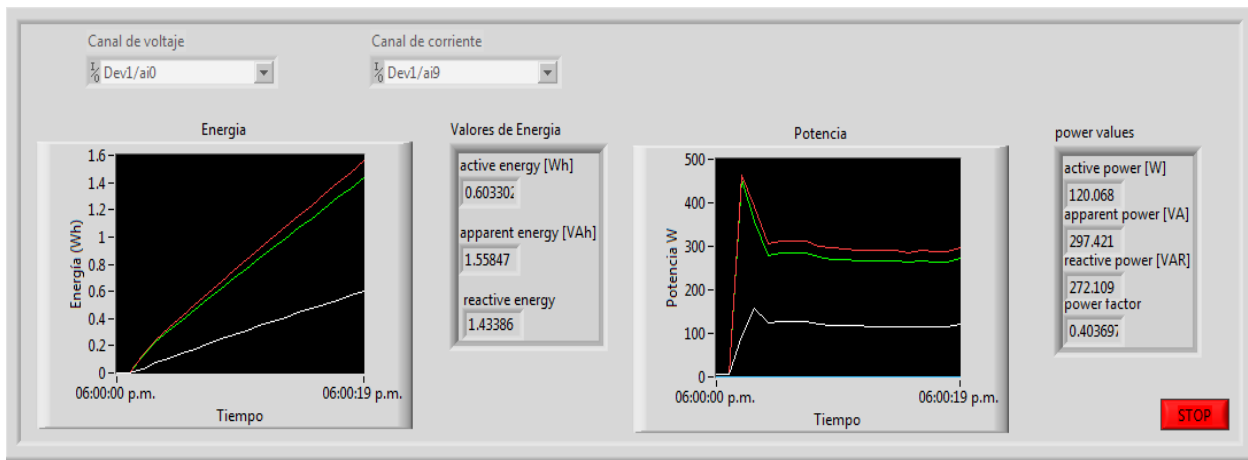 Canal de voltaje
Canal de corriente
I/0 Dev1/ai0
I/0 Dev1/ai9
Energia
1.6
1.4
1.2
1
0.8
0.6
0.4
0.2
0
Energía (Wh)
06:00:00 p.m.
06:00:19 p.m.
Tiempo
Valores de Energia
active energy [Wh]
0.603302
apparent energy [VAh]
1.55847
reactive energy
1.43386
Potencia
500
400
300
200
100
0
Potencia W
06:00:00 p.m.
06:00:19 p.m.
Tiempo
power values
active power [W]
120.068
apparent power [VA]
297.421
reactive power [VAR]
272.109
power factor
0.403697
STOP